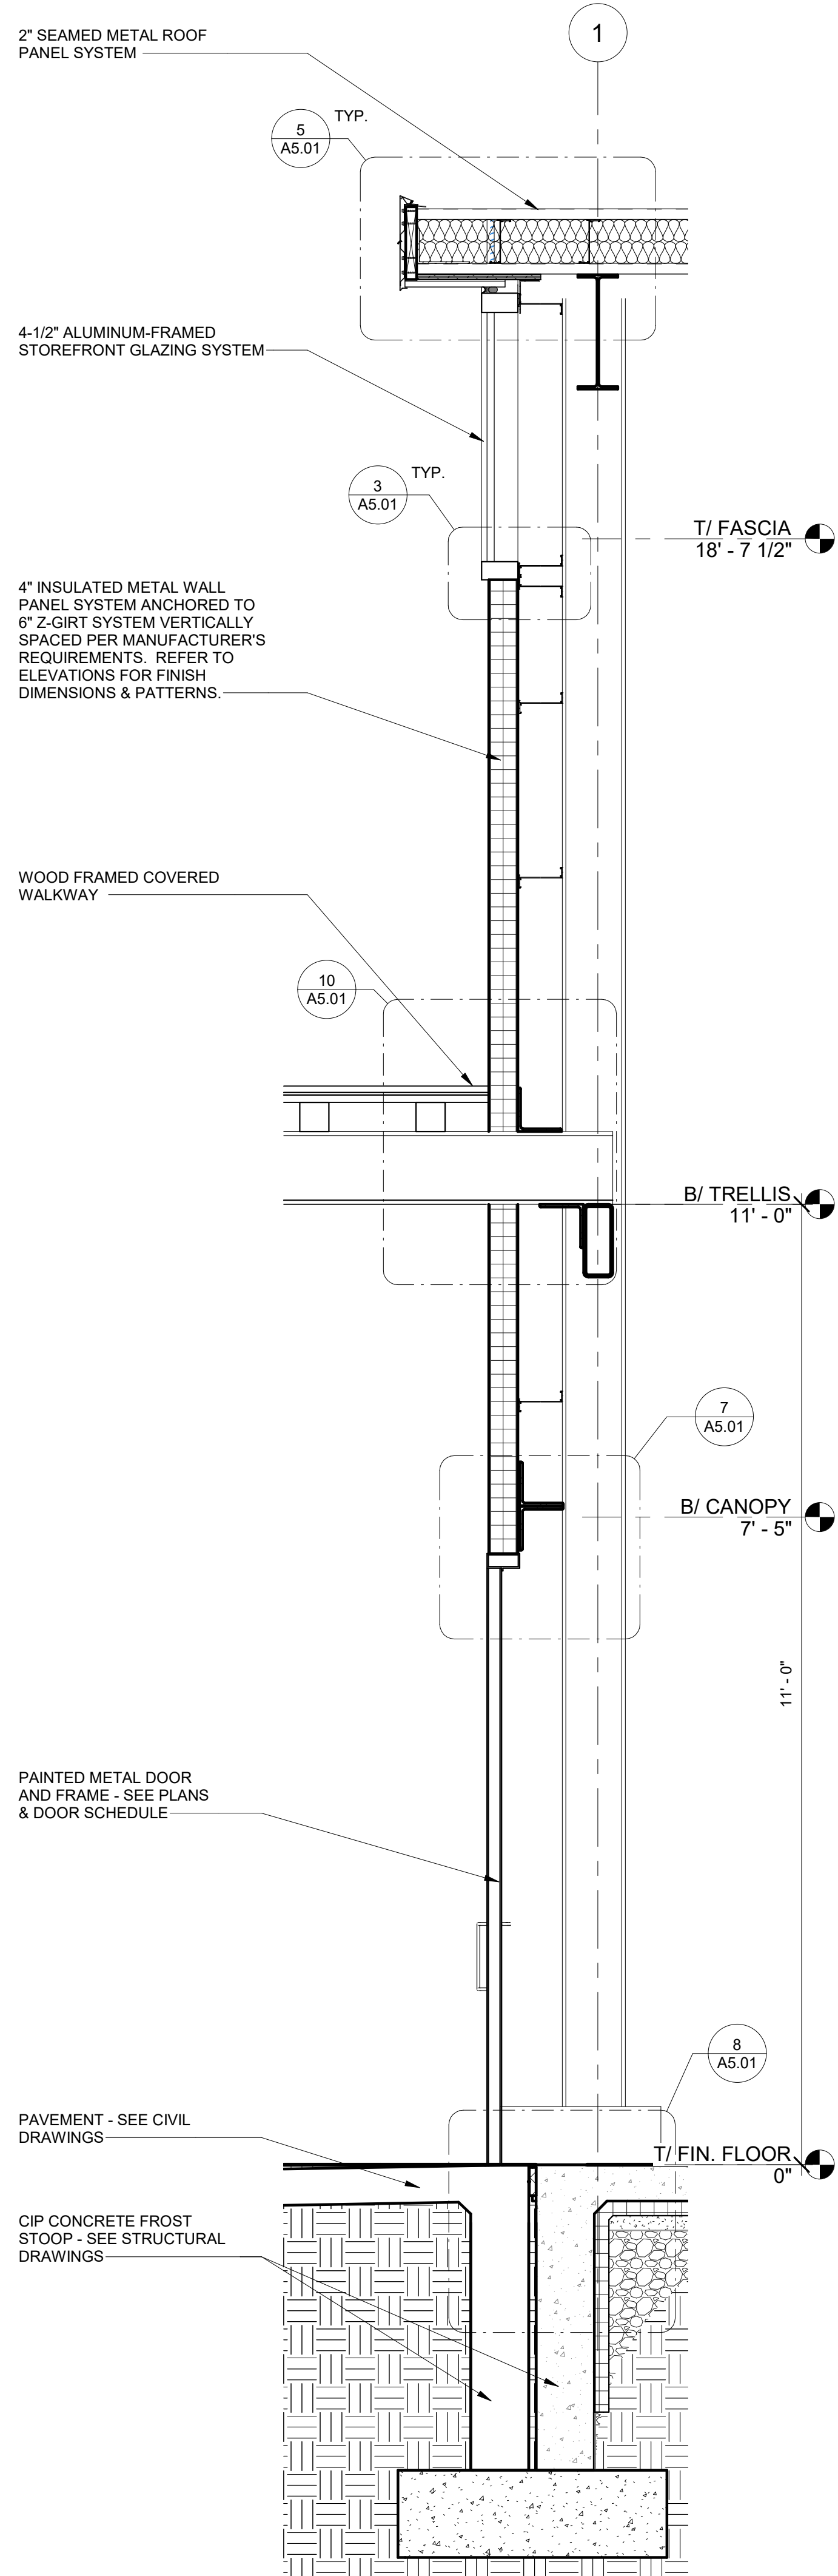 1
2" SEAMED METAL ROOF
PANEL SYSTEM
TYP.
5
A5.01
4-1/2" ALUMINUM-FRAMED
STOREFRONT GLAZING SYSTEM
TYP.
3
A5.01
T/ FASCIA
18' - 7 1/2"
4" INSULATED METAL WALL
PANEL SYSTEM ANCHORED TO
6" Z-GIRT SYSTEM VERTICALLY
SPACED PER MANUFACTURER'S
REQUIREMENTS. REFER TO
ELEVATIONS FOR FINISH
DIMENSIONS & PATTERNS.
WOOD FRAMED COVERED
WALKWAY
10
A5.01
B/ TRELLIS
11' - 0"
7
A5.01
B/ CANOPY
7' - 5"
11' - 0"
PAINTED METAL DOOR
AND FRAME - SEE PLANS
& DOOR SCHEDULE
8
A5.01
PAVEMENT - SEE CIVIL
DRAWINGS
T/ FIN. FLOOR
0"
CIP CONCRETE FROST
STOOP - SEE STRUCTURAL
DRAWINGS